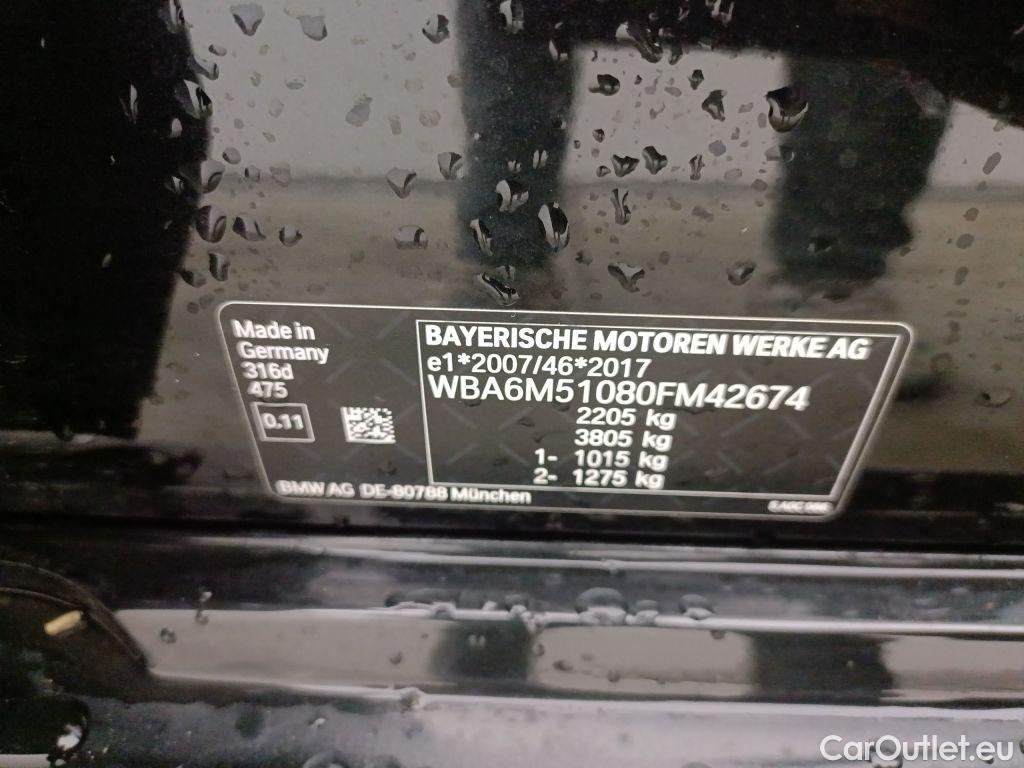 Made in
Germany
316d
475
0.11
BAYERISCHE MOTOREN WERKE AG
e1*2007/46*2017
WBA6M51080FM42674
2205 kg
3805 kg
1- 1015 kg
2- 1275 kg
BMW AG DE-80788 München
CarOutlet.eu